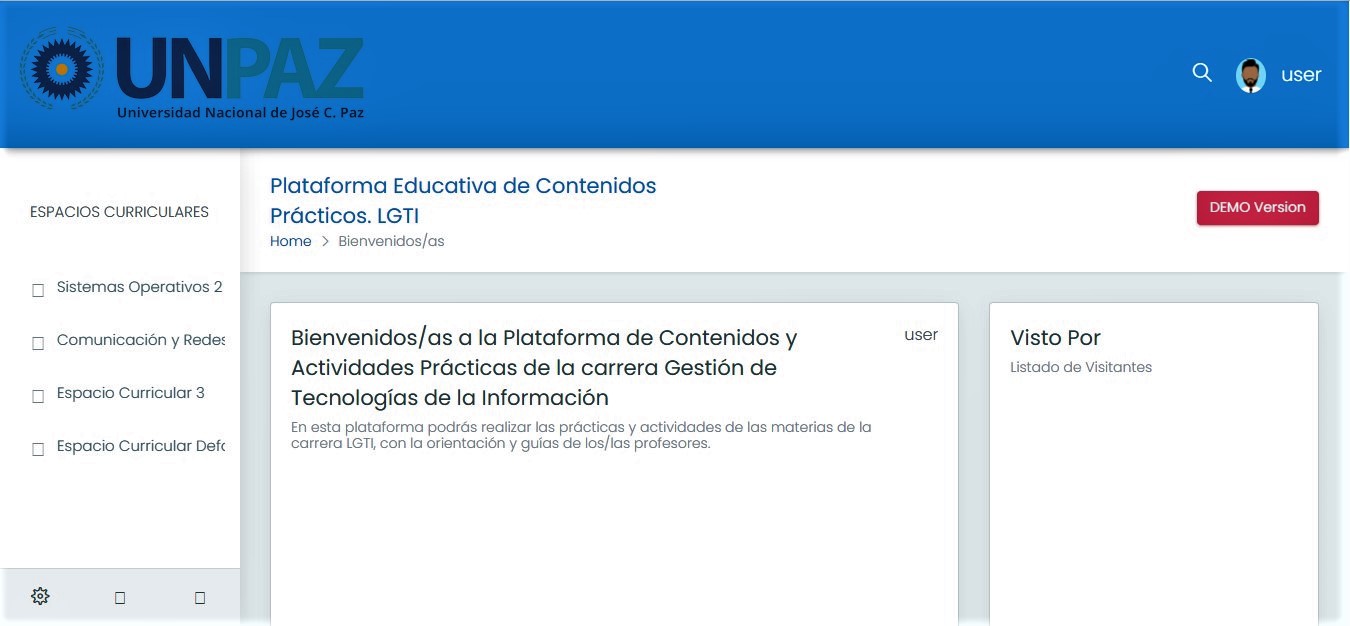 UNPAZ
Universidad Nacional de José C. Paz
user
ESPACIOS CURRICULARES
Sistemas Operativos 2
Comunicación y Redes
Espacio Curricular 3
Espacio Curricular
Plataforma Educativa de Contenidos
Prácticos. LGTI
Home > Bienvenidos/as
DEMO Version
Bienvenidos/as a la Plataforma de Contenidos y
Actividades Prácticas de la carrera Gestión de
Tecnologías de la Información
user
En esta plataforma podrás realizar las prácticas y actividades de las materias de la
carrera LGTI, con la orientación y guías de los/las profesores.
Visto Por
Listado de Visitantes